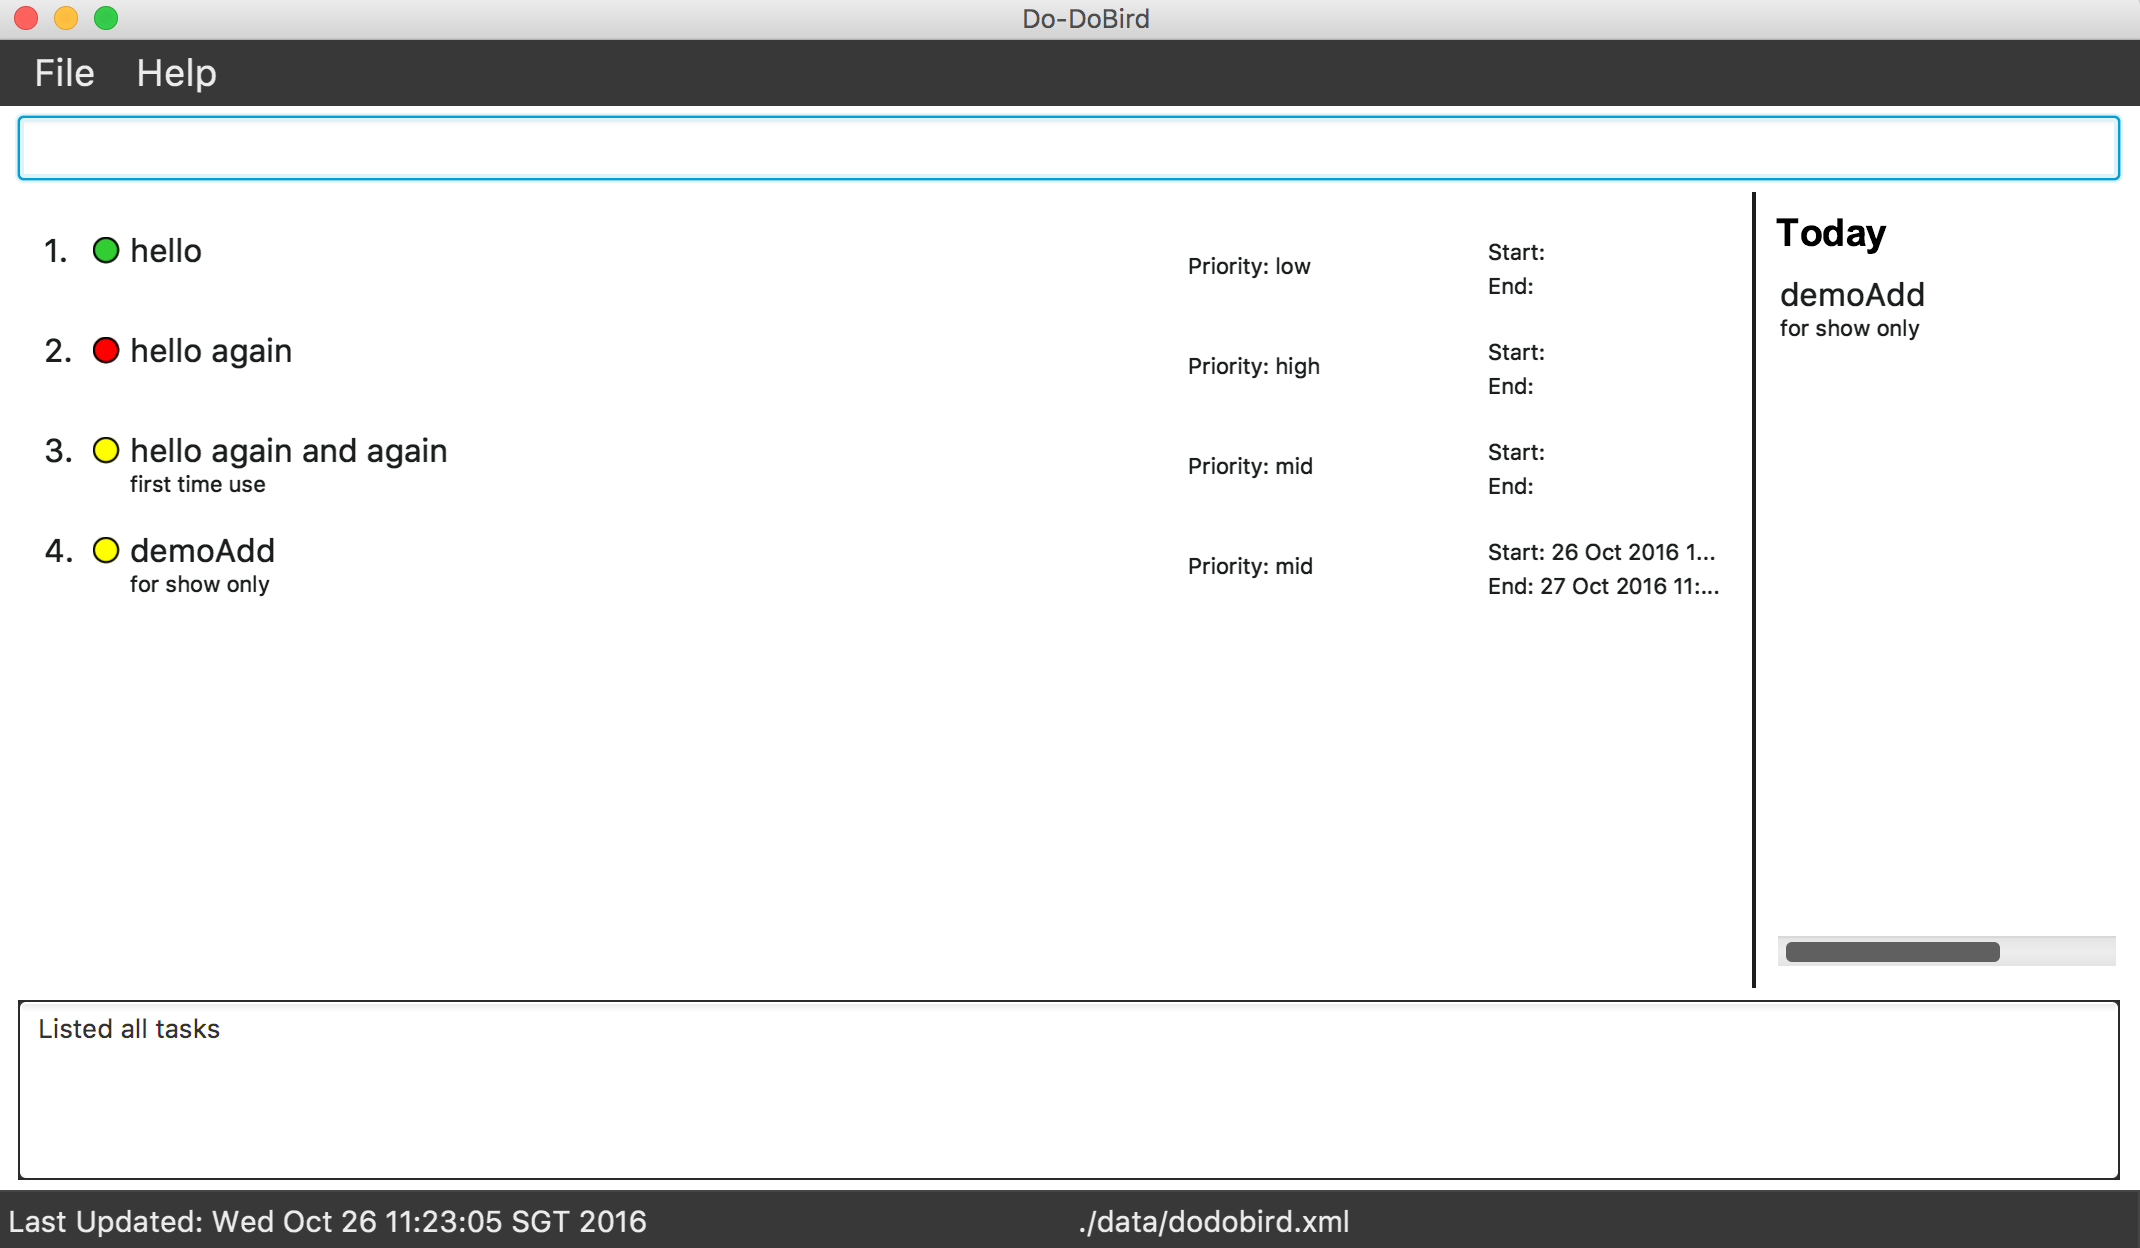 Do-DoBird
File Help
1. hello
Priority: low
Start:
End:
2. hello again
Priority: high
Start:
End:
3. hello again and again
first time use
Priority: mid
Start:
End:
4. demoAdd
for show only
Priority: mid
Start: 26 Oct 2016 1...
End: 27 Oct 2016 11:...
Today
demoAdd
for show only
Listed all tasks
Last Updated: Wed Oct 26 11:23:05 SGT 2016
./data/dodobird.xml